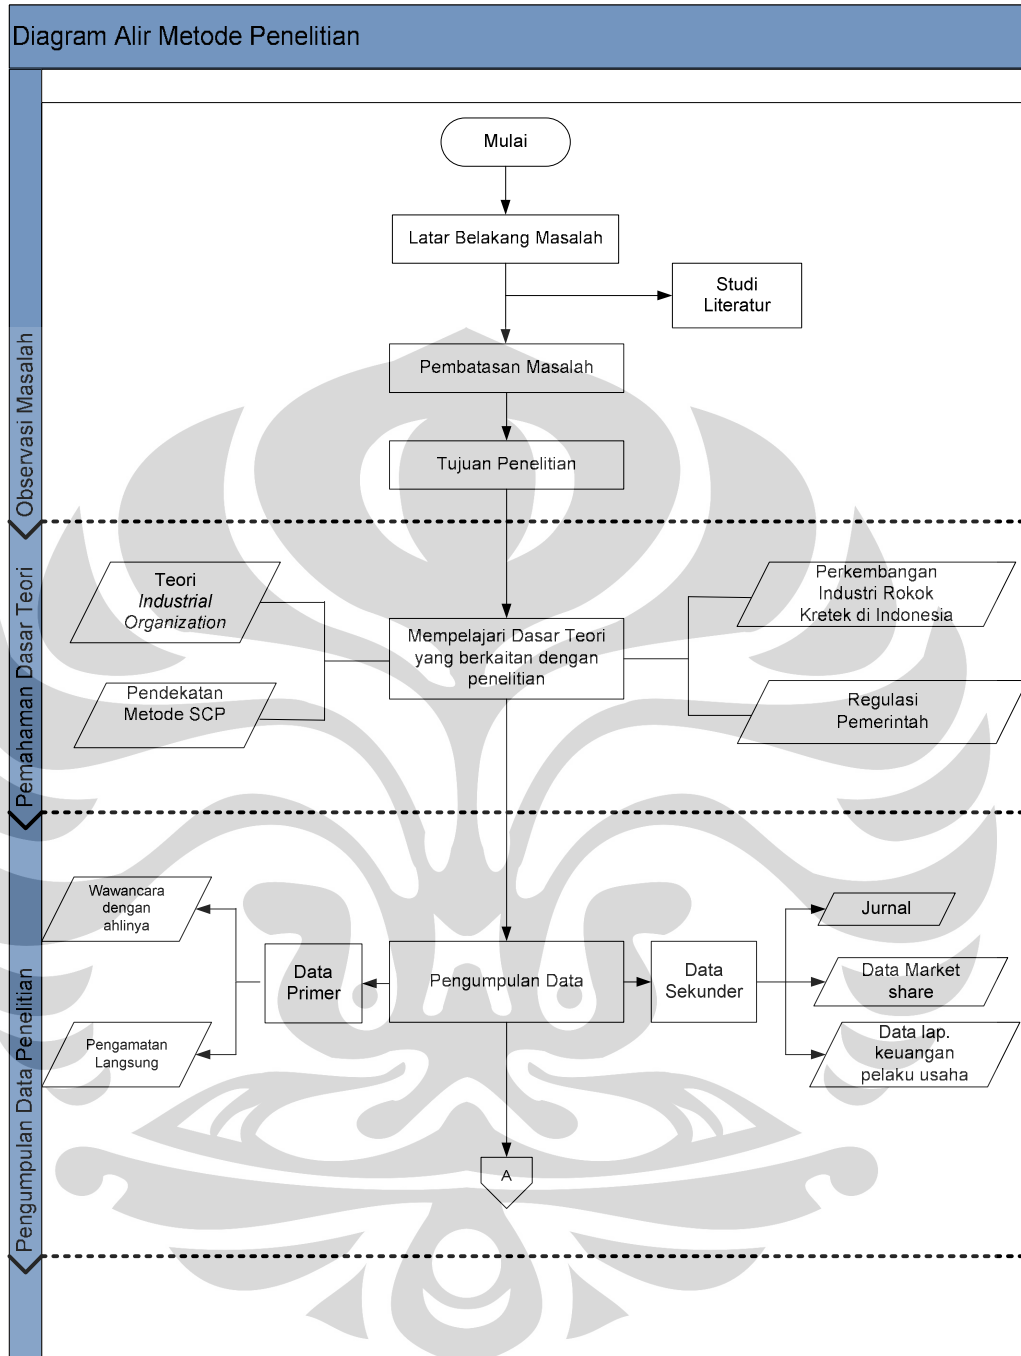 Diagram Alir Metode Penelitian
Mulai
Latar Belakang Masalah
Studi
Literatur
Pembatasan Masalah
Tujuan Penelitian
Observasi Masalah
Teori
Industrial
Organization
Pendekatan
Metode SCP
Mempelajari Dasar Teori
yang berkaitan dengan
penelitian
Perkembangan
Industri Rokok
Kretek di Indonesia
Regulasi
Pemerintah
Pemahaman Dasar Teori
Wawancara
dengan
ahlinya
Pengamatan
Langsung
Data
Primer
Pengumpulan Data
Data
Sekunder
Jurnal
Data Market
share
Data lap.
keuangan
pelaku usaha
A
Pengumpulan Data Penelitian